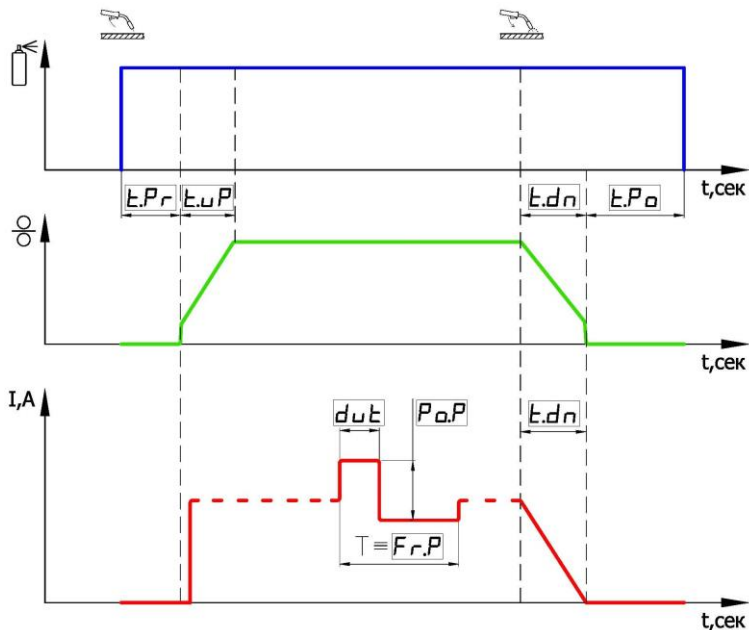 t,сек
t.Pr t.uP t.dn t.Po
t,сек
I,A
dut Po.P t.dn
T ≡ Fr.P
t,сек